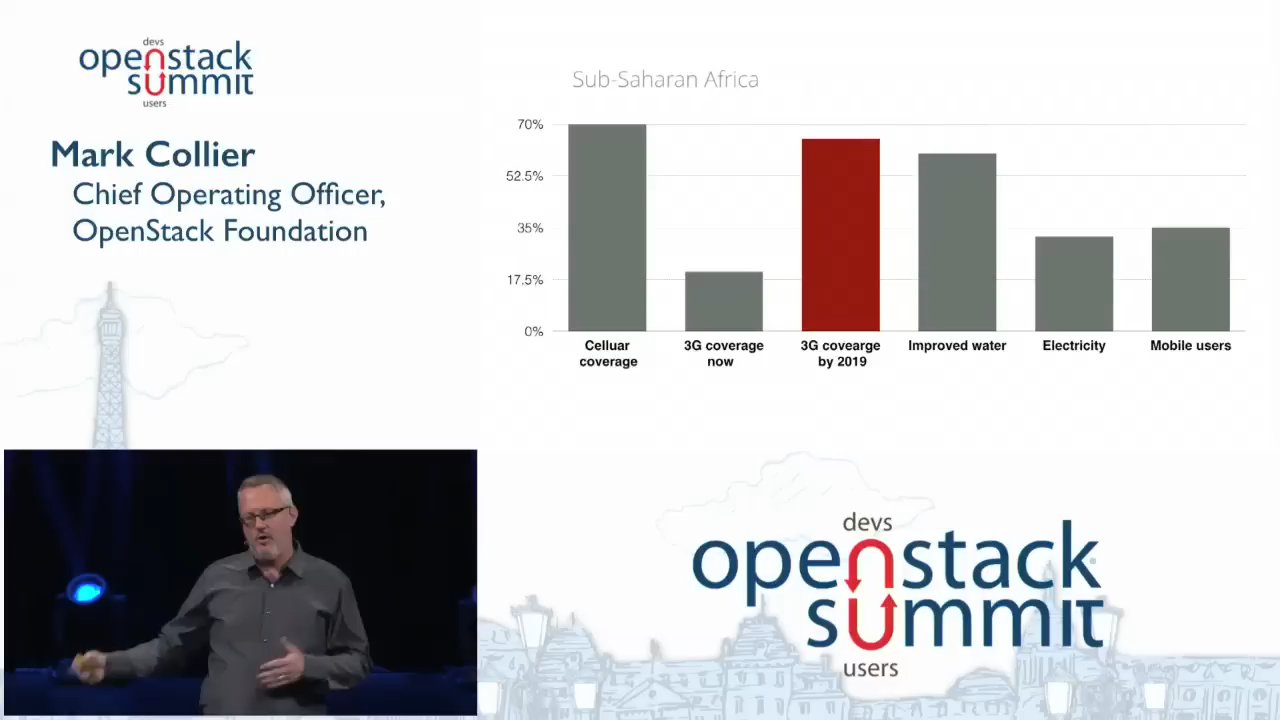 devs
openstack
summit
users
Mark Collier
Chief Operating Officer,
OpenStack Foundation
Sub-Saharan Africa
70%
52.5%
35%
17.5%
0%
Celluar
coverage
3G coverage
now
3G covearge
by 2019
Improved water
Electricity
Mobile users
devs
openstack
summit
users